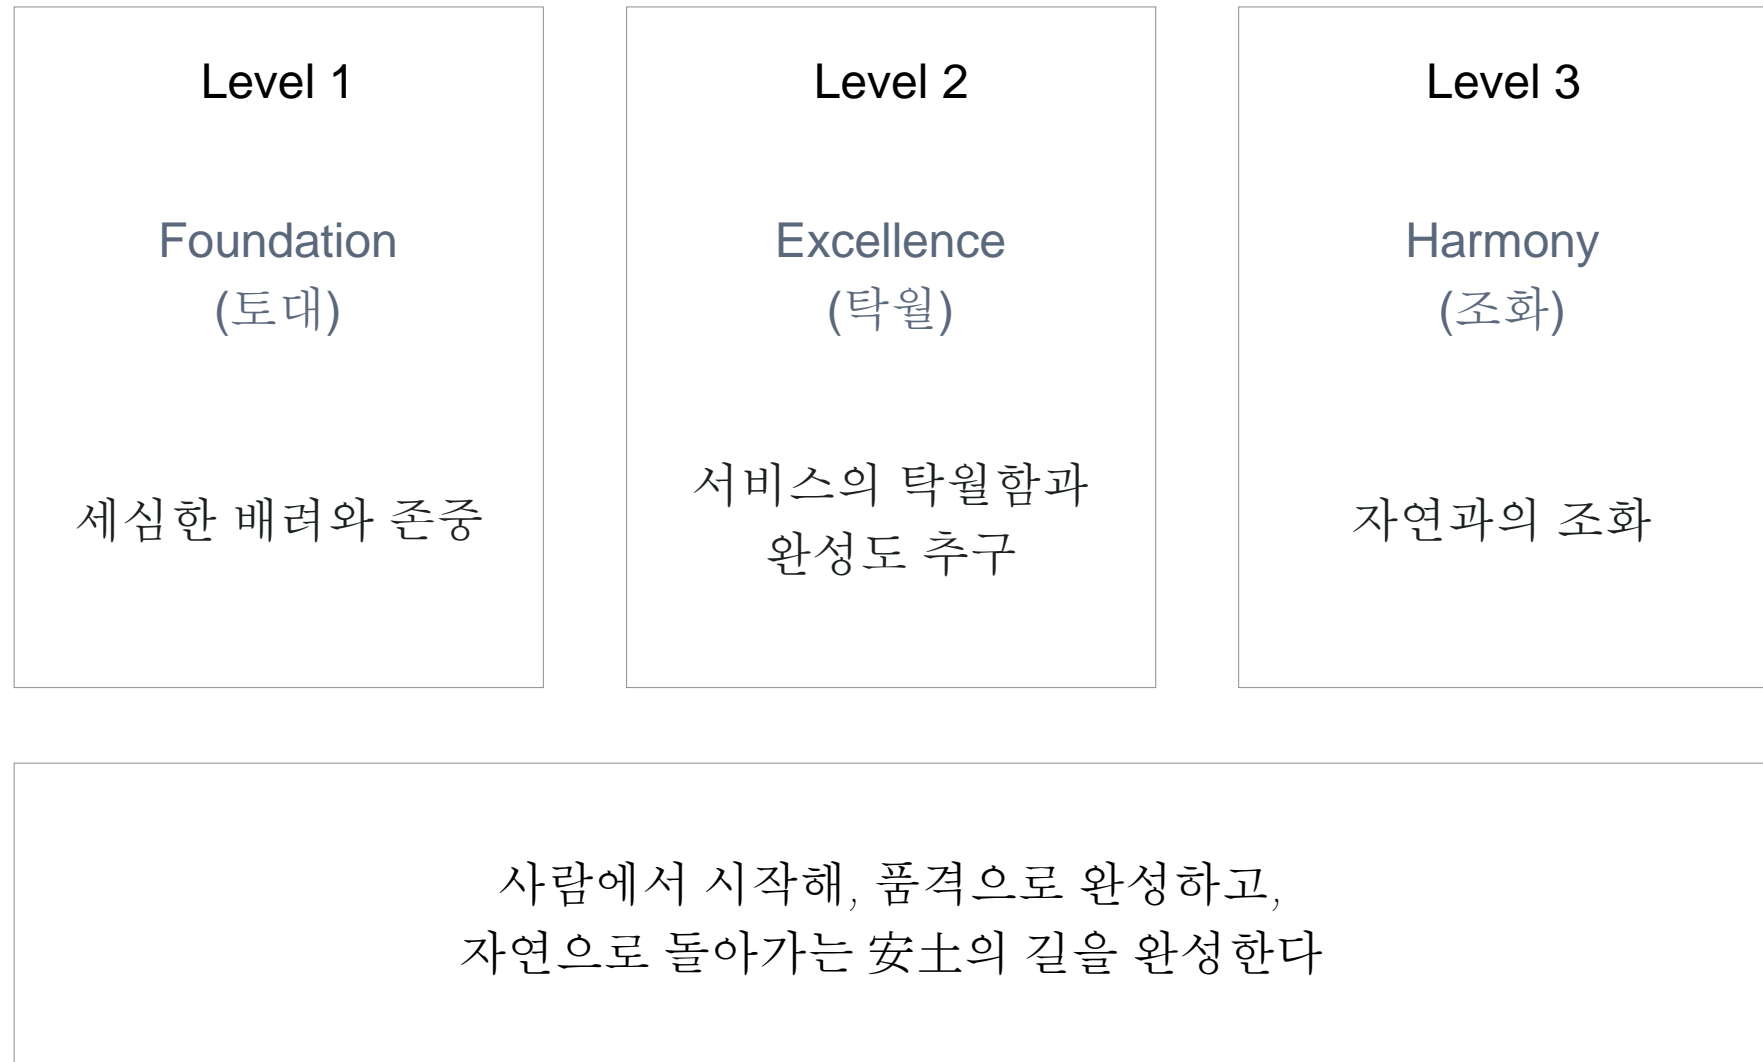 Level 1
Foundation
(토대)
세심한 배려와 존중
Level 2
Excellence
(탁월)
서비스의 탁월함과
완성도 추구
Level 3
Harmony
(조화)
자연과의 조화
사람에서 시작해, 품격으로 완성하고,
자연으로 돌아가는 安土의 길을 완성한다